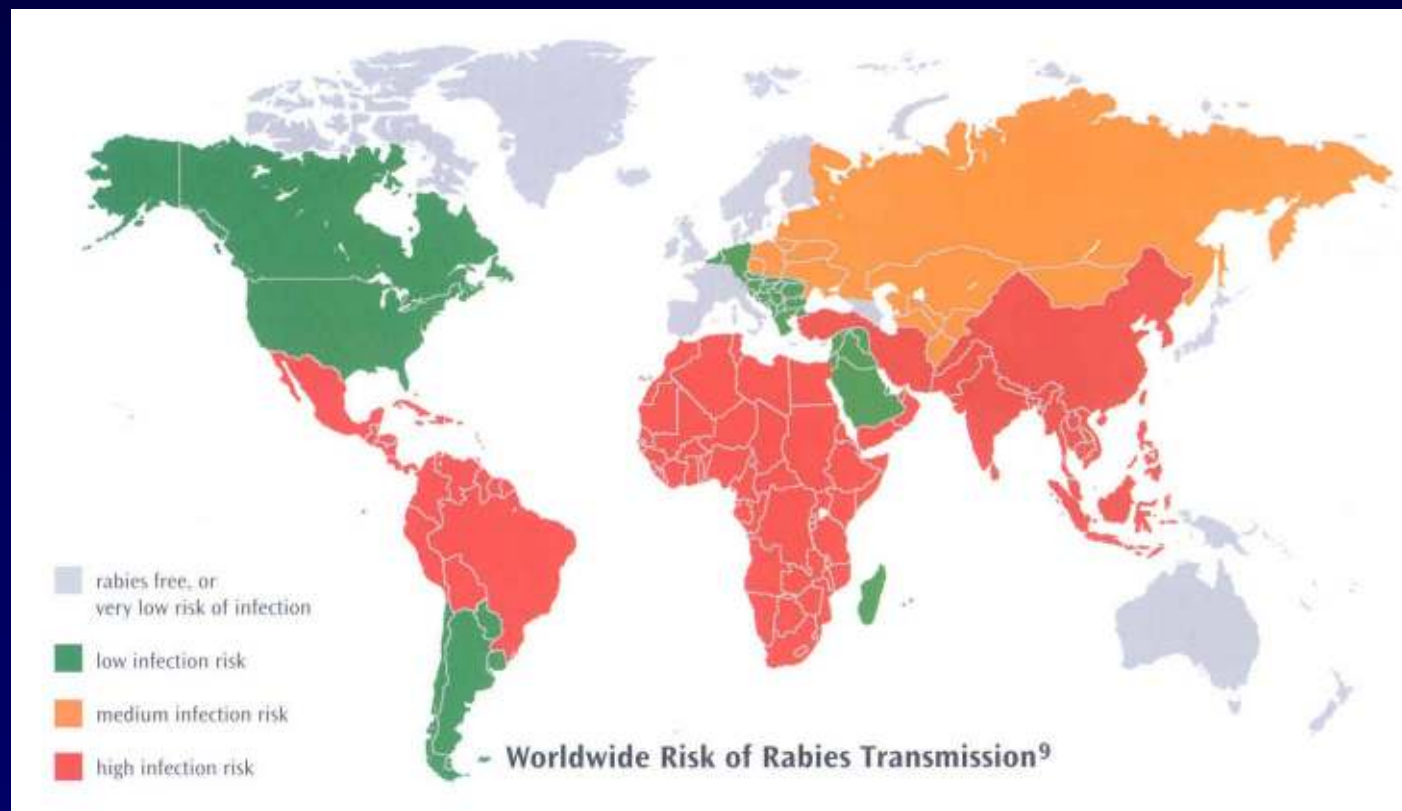 rabies free, or
very low risk of infection
low infection risk
medium infection risk
high infection risk
Worldwide Risk of Rabies Transmission⁹